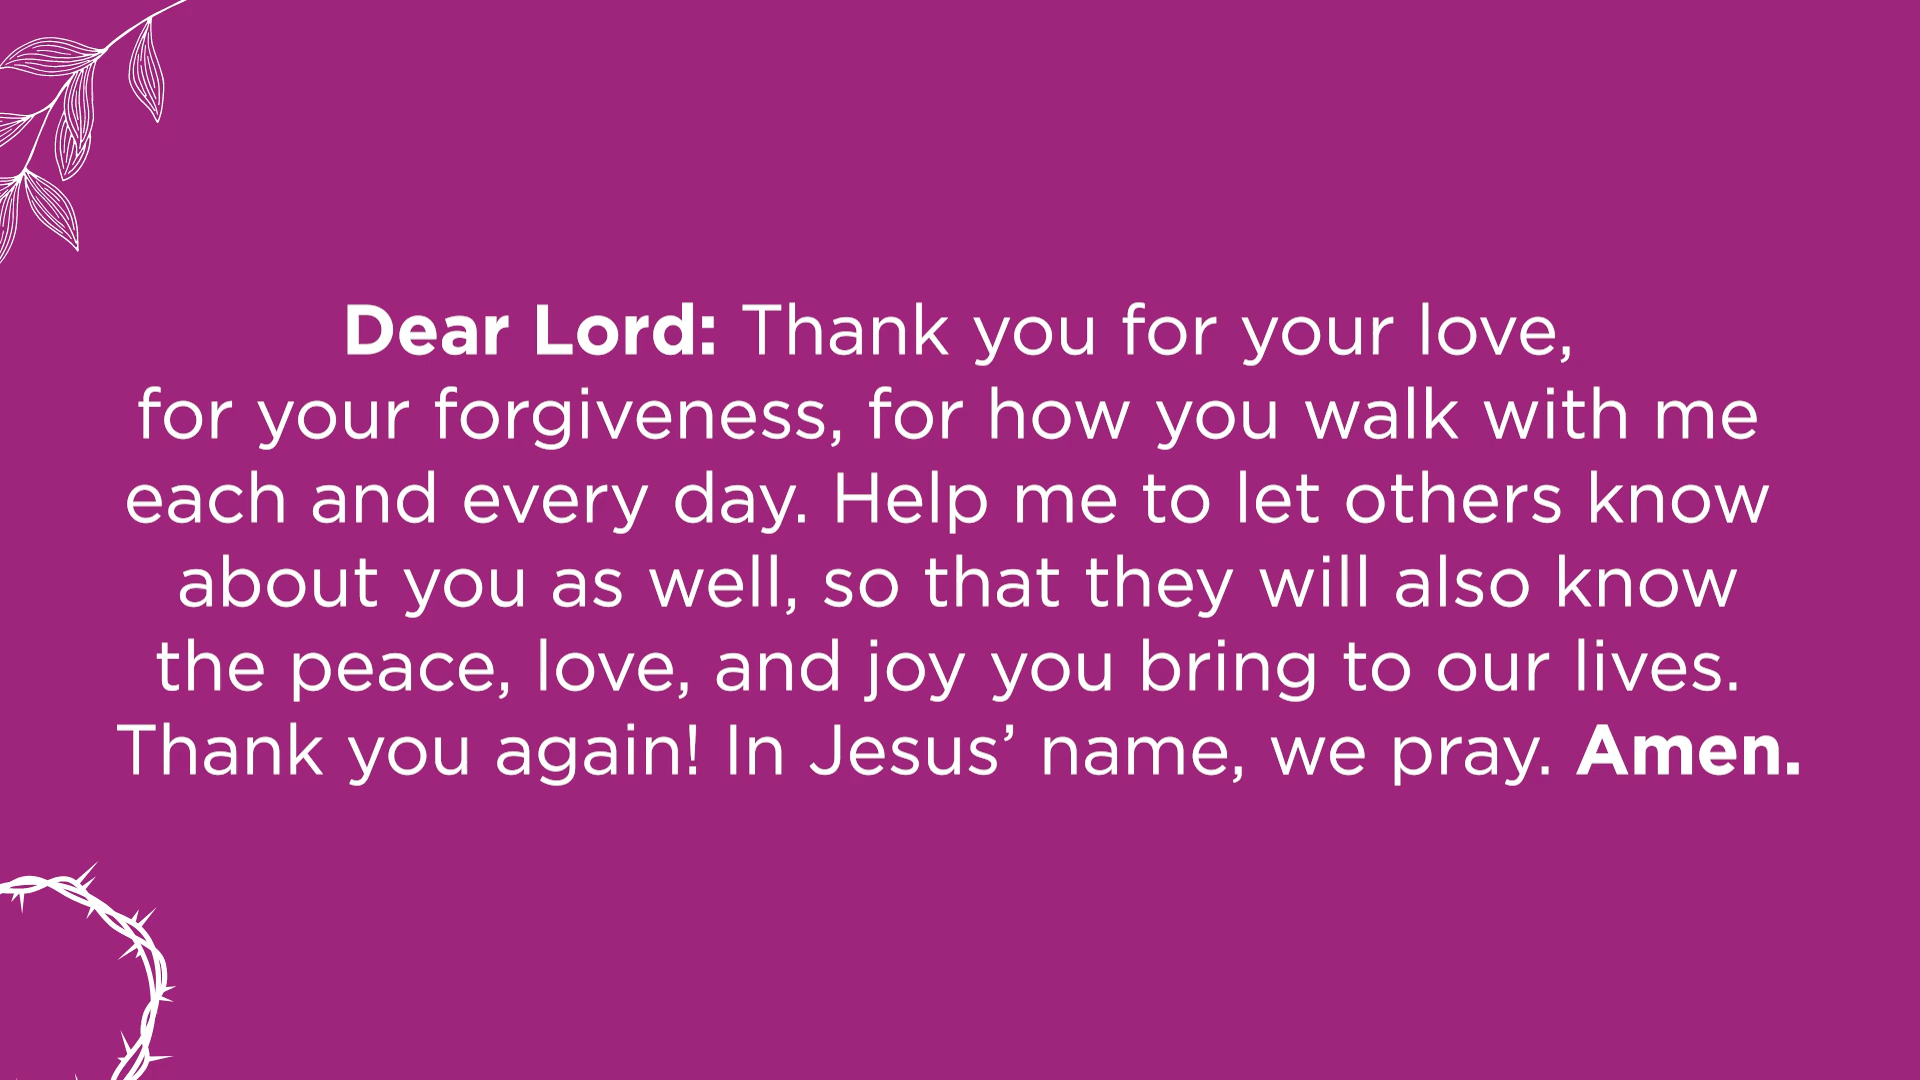 Dear Lord: Thank you for your love,
for your forgiveness, for how you walk with me
each and every day. Help me to let others know
about you as well, so that they will also know
the peace, love, and joy you bring to our lives.
Thank you again! In Jesus’ name, we pray. Amen.